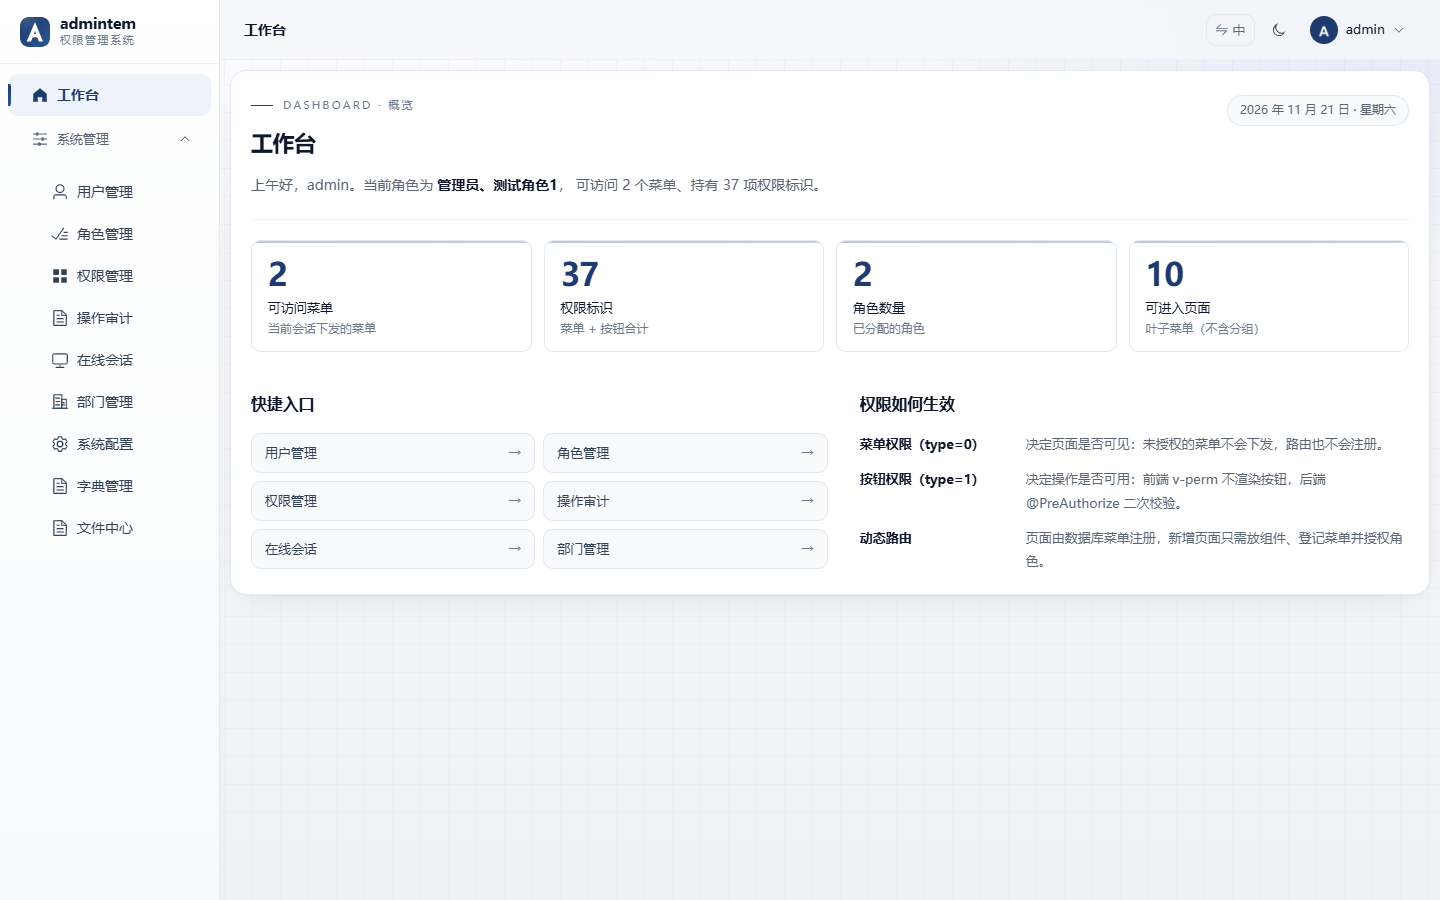 admintem
权限管理系统
工作台
中
A admin
工作台
系统管理
用户管理
角色管理
权限管理
操作审计
在线会话
部门管理
系统配置
字典管理
文件中心
DASHBOARD · 概览
2026 年 11 月 21 日 · 星期六
工作台
上午好，admin。当前角色为 管理员、测试角色1， 可访问 2 个菜单、持有 37 项权限标识。
2
可访问菜单
当前会话下发的菜单
37
权限标识
菜单 + 按钮合计
2
角色数量
已分配的角色
10
可进入页面
叶子菜单（不含分组）
快捷入口
用户管理 →
角色管理 →
权限管理 →
操作审计 →
在线会话 →
部门管理 →
权限如何生效
菜单权限（type=0）
决定页面是否可见：未授权的菜单不会下发，路由也不会注册。
按钮权限（type=1）
决定操作是否可用：前端 v-perm 不渲染按钮，后端
@PreAuthorize 二次校验。
动态路由
页面由数据库菜单注册，新增页面只需放组件、登记菜单并授权角
色。